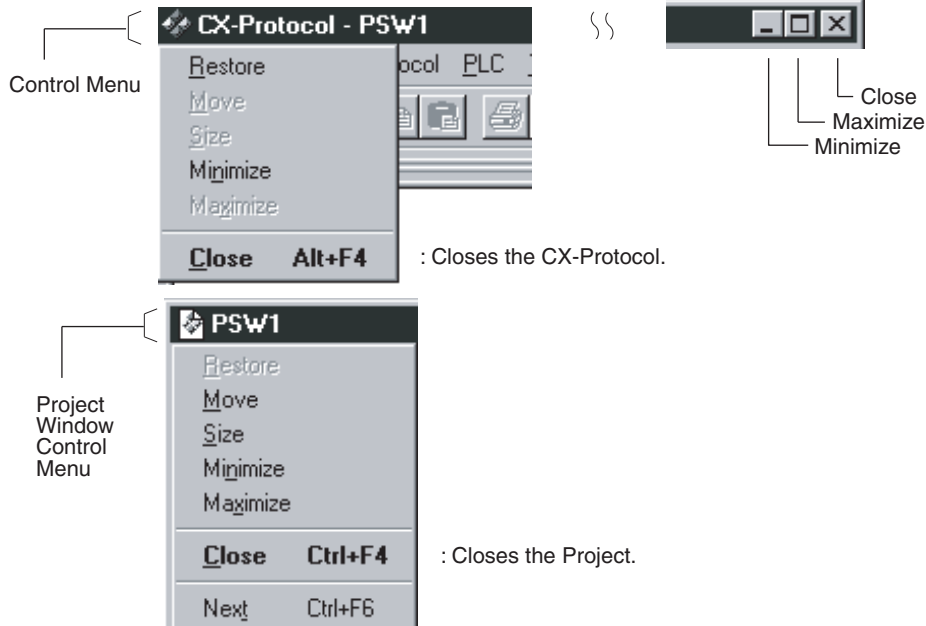 CX-Protocol - PSW1
Control Menu
Restore
PLC
Move
Size
Minimize
Maximize
Close Alt+F4
: Closes the CX-Protocol.
Close
Maximize
Minimize
PSW1
Project
Window
Control
Menu
Restore
Move
Size
Minimize
Maximize
Close Ctrl+F4
: Closes the Project.
Next Ctrl+F6